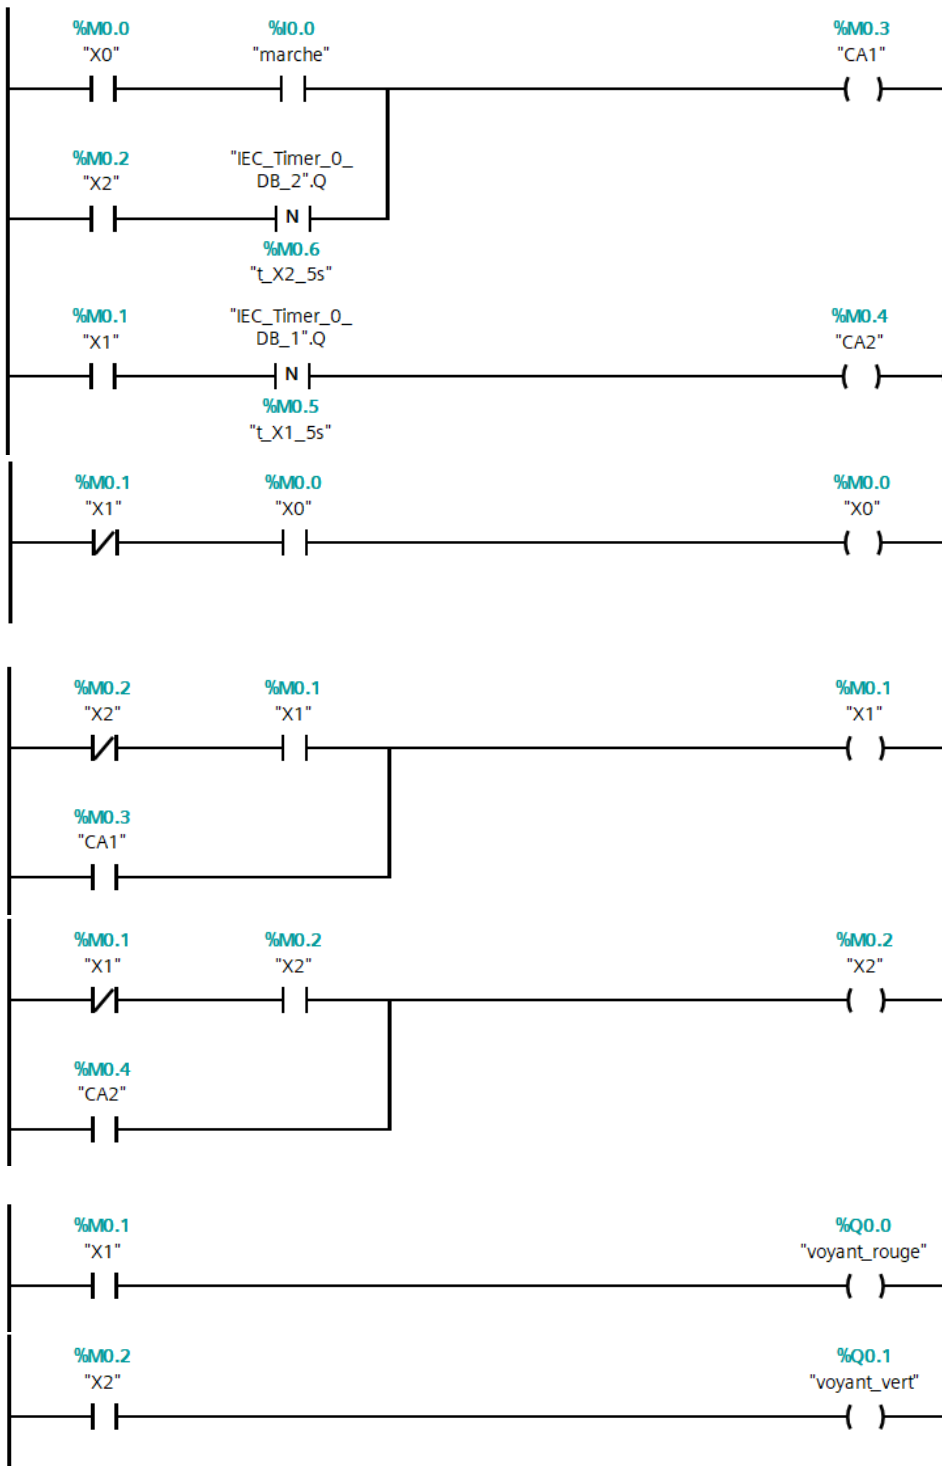 %M0.0 %I0.0 %M0.3
"X0" "marche" "CA1"
%M0.2 "IEC_Timer_0_
"X2" DB_2".Q
N
%M0.6
"t_X2_5s"
%M0.1 "IEC_Timer_0_ %M0.4
"X1" DB_1".Q "CA2"
N
%M0.5
"t_X1_5s"
%M0.1 %M0.0 %M0.0
"X1" "X0" "X0"
%M0.2 %M0.1 %M0.1
"X2" "X1" "X1"
%M0.3
"CA1"
%M0.1 %M0.2 %M0.2
"X1" "X2" "X2"
%M0.4
"CA2"
%M0.1 %Q0.0
"X1" "voyant_rouge"
%M0.2 %Q0.1
"X2" "voyant_vert"